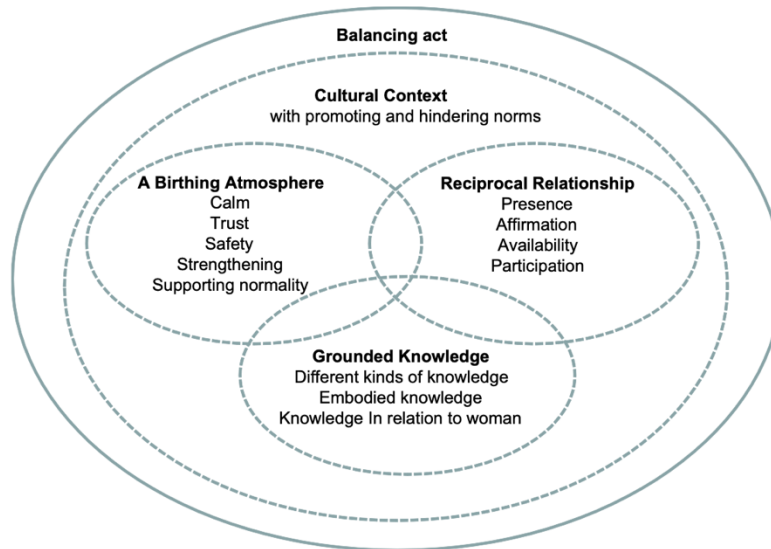 Balancing act
Cultural Context
with promoting and hindering norms
A Birthing Atmosphere
Calm
Trust
Safety
Strengthening
Supporting normality
Reciprocal Relationship
Presence
Affirmation
Availability
Participation
Grounded Knowledge
Different kinds of knowledge
Embodied knowledge
Knowledge In relation to woman